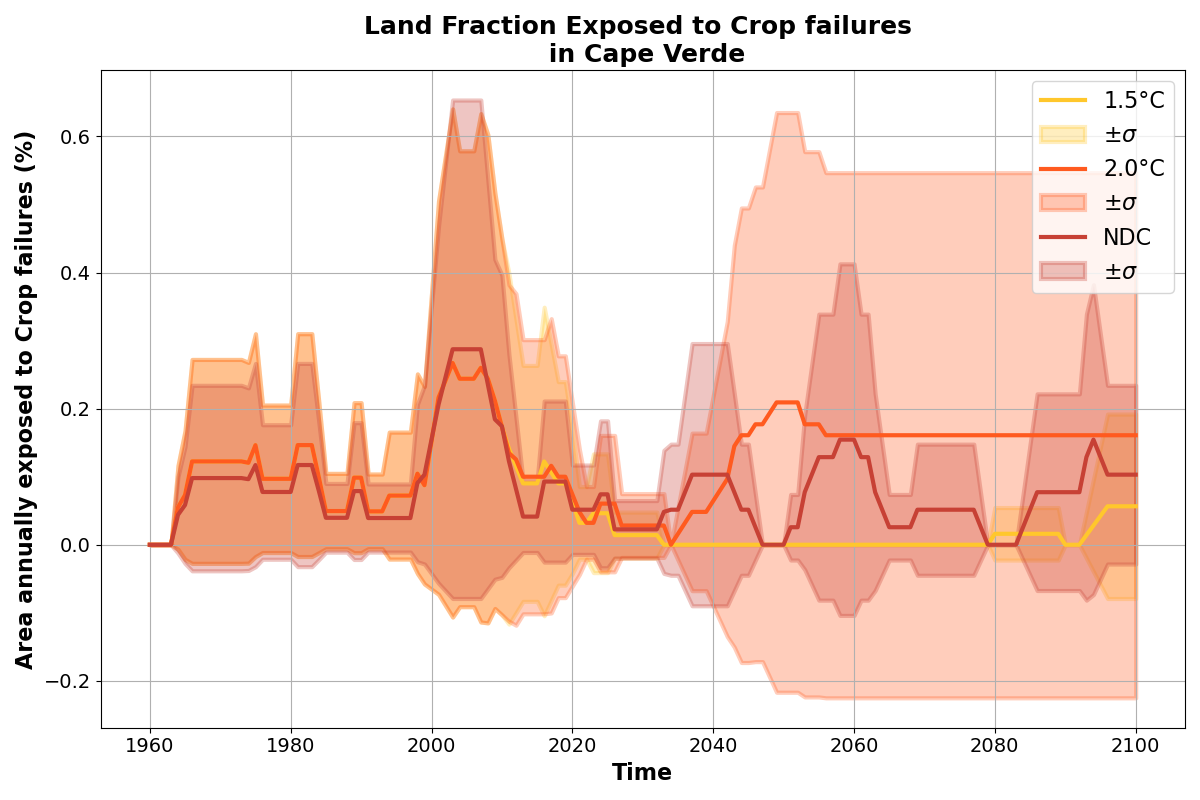 Land Fraction Exposed to Crop failures
in Cape Verde
Area annually exposed to Crop failures (%)
0.6
0.4
0.2
0.0
−0.2
1.5°C
±σ
2.0°C
±σ
NDC
±σ
1960 1980 2000 2020 2040 2060 2080 2100
Time